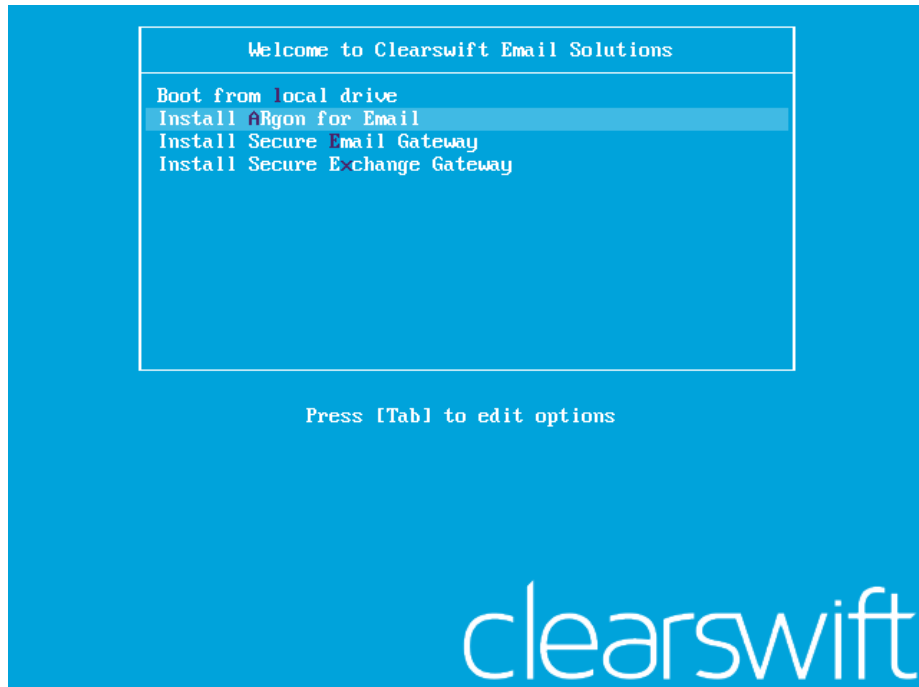 Welcome to Clearswift Email Solutions
Boot from local drive
Install ARgon for Email
Install Secure Email Gateway
Install Secure Exchange Gateway
Press [Tab] to edit options
clearswift